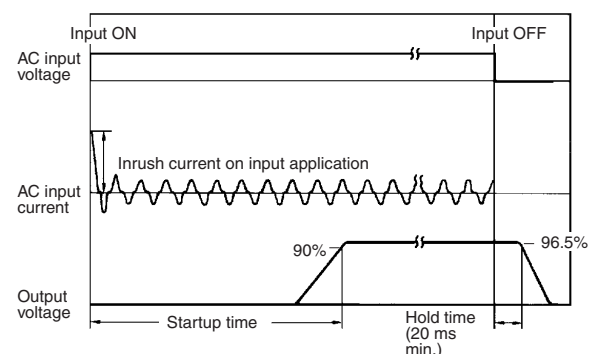 Input ON
Input OFF
AC input
voltage
Inrush current on input application
AC input
current
90%
96.5%
Output
voltage
Startup time
Hold time
(20 ms
min.)